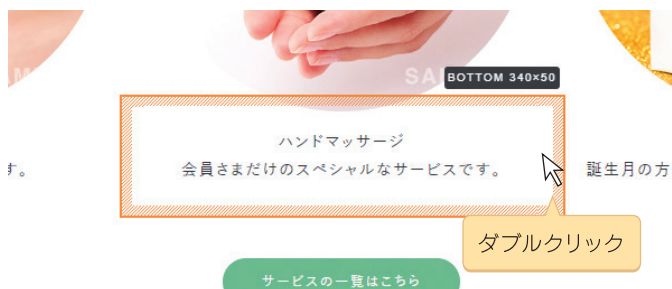 SA
BOTTOM 340×50
ハンドマッサージ
す。
会員さまだけのスペシャルなサービスです。
誕生月の方
ダブルクリック
サービスの一覧はこちら